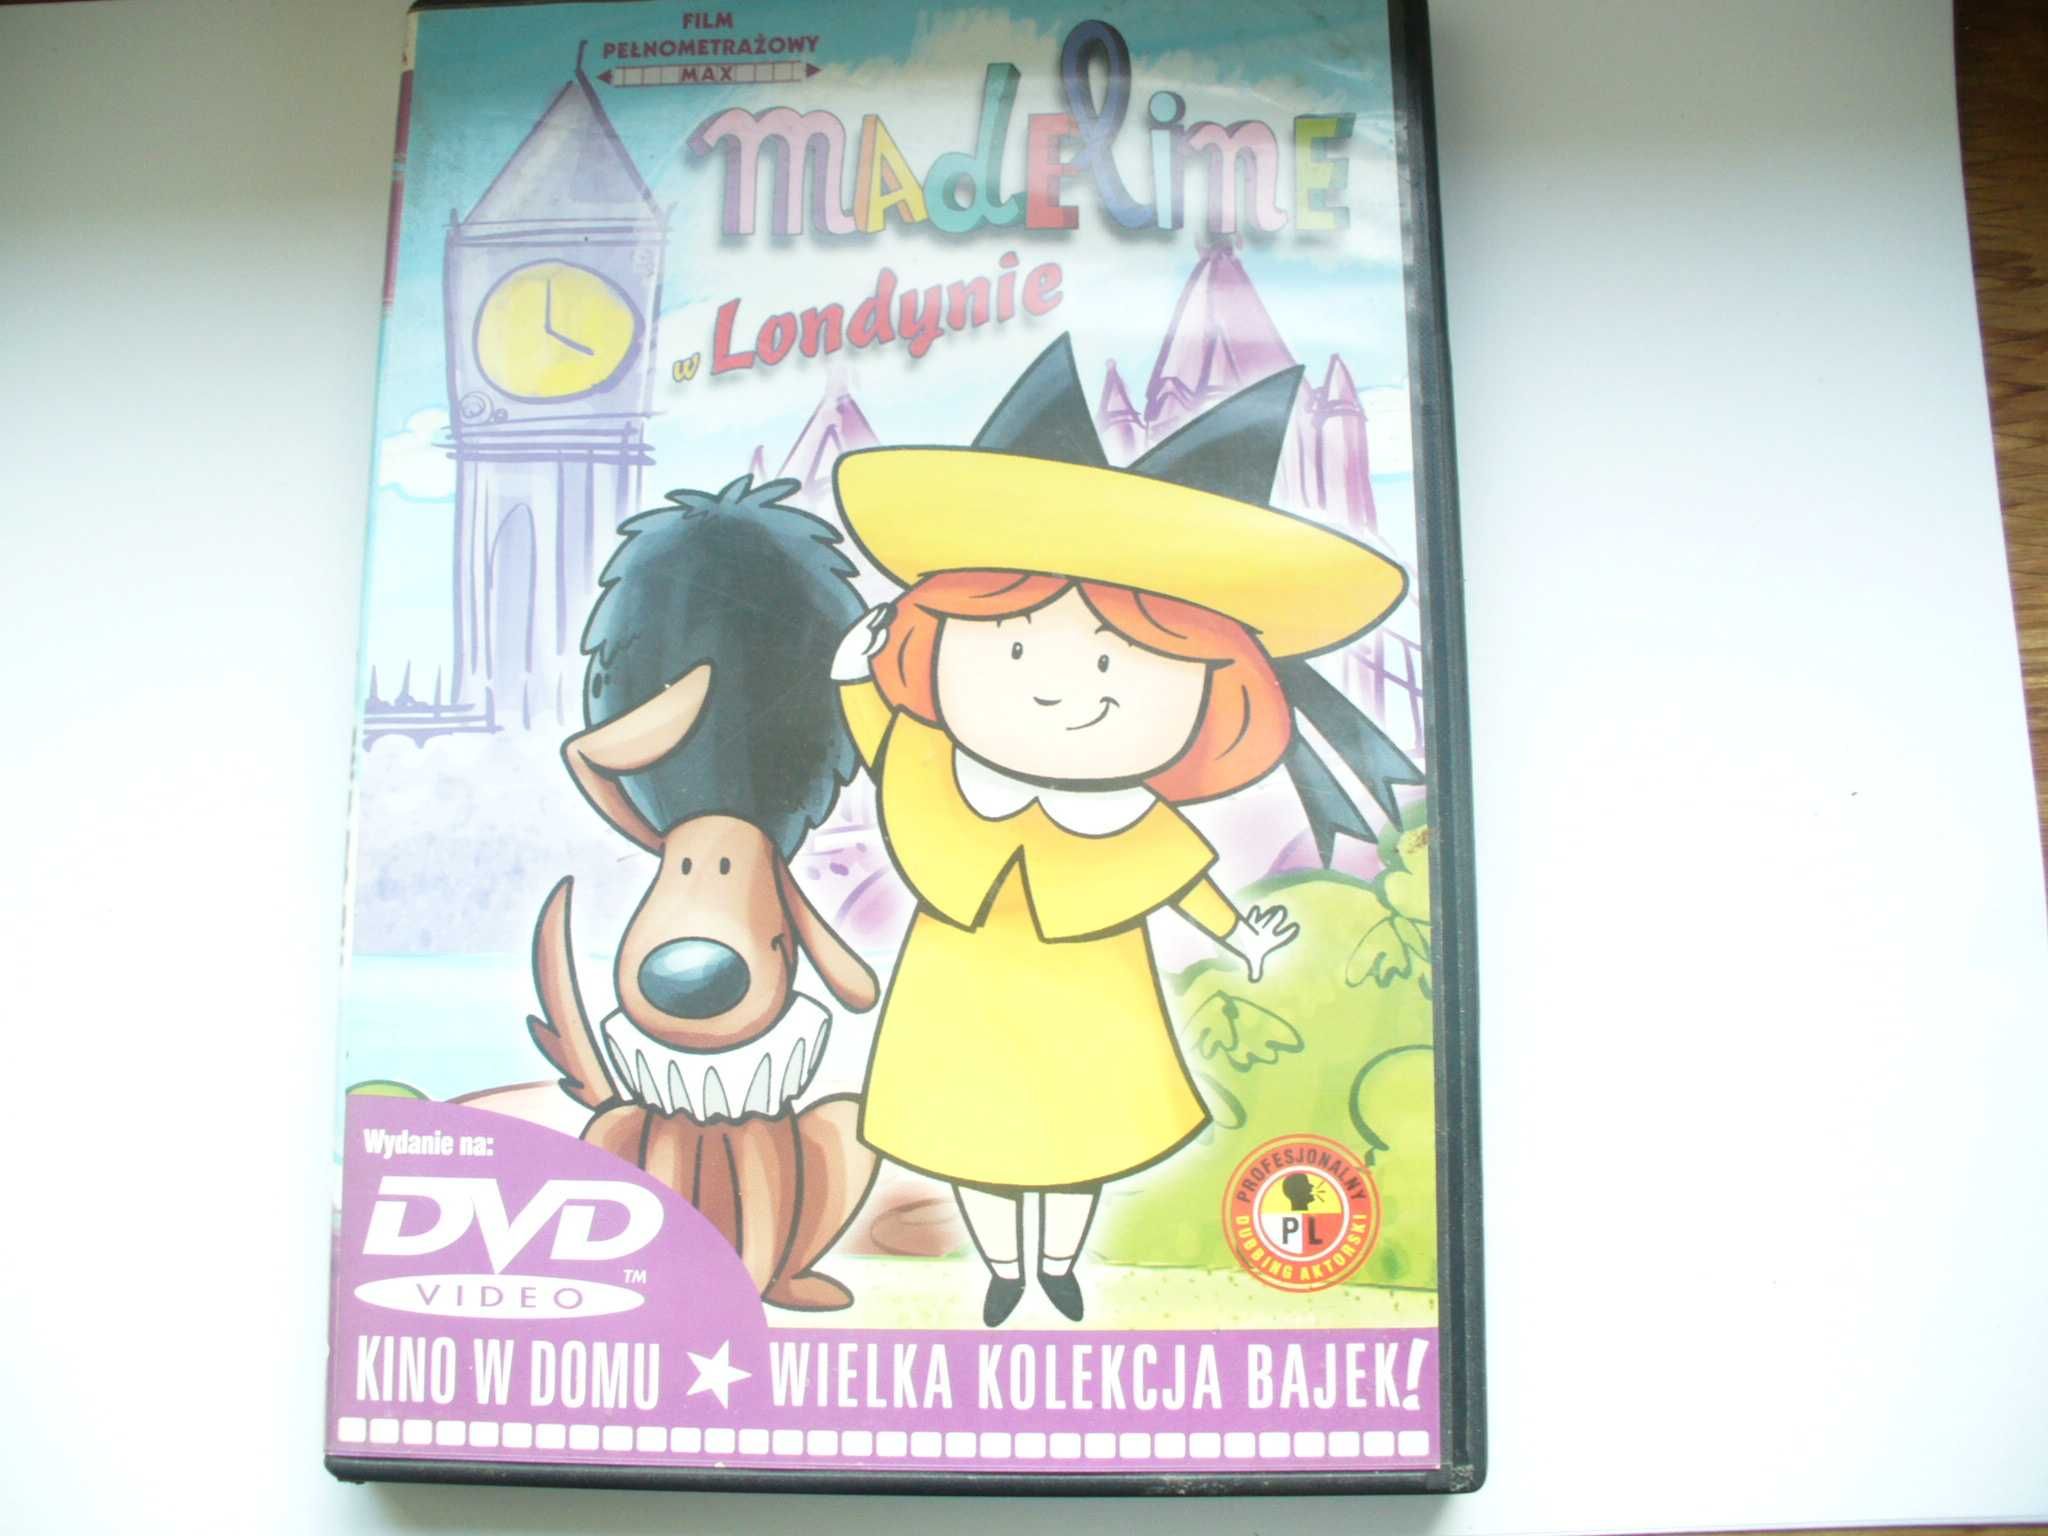 FILM
PEŁNOMETRAŻOWY
MAX
madEline
w Londynie
Wydanie na:
DVD
VIDEO TM
PROFESJONALNY
PL
DUBBING AKTORSKI
KINO W DOMU ★ WIELKA KOLEKCJA BAJEK!